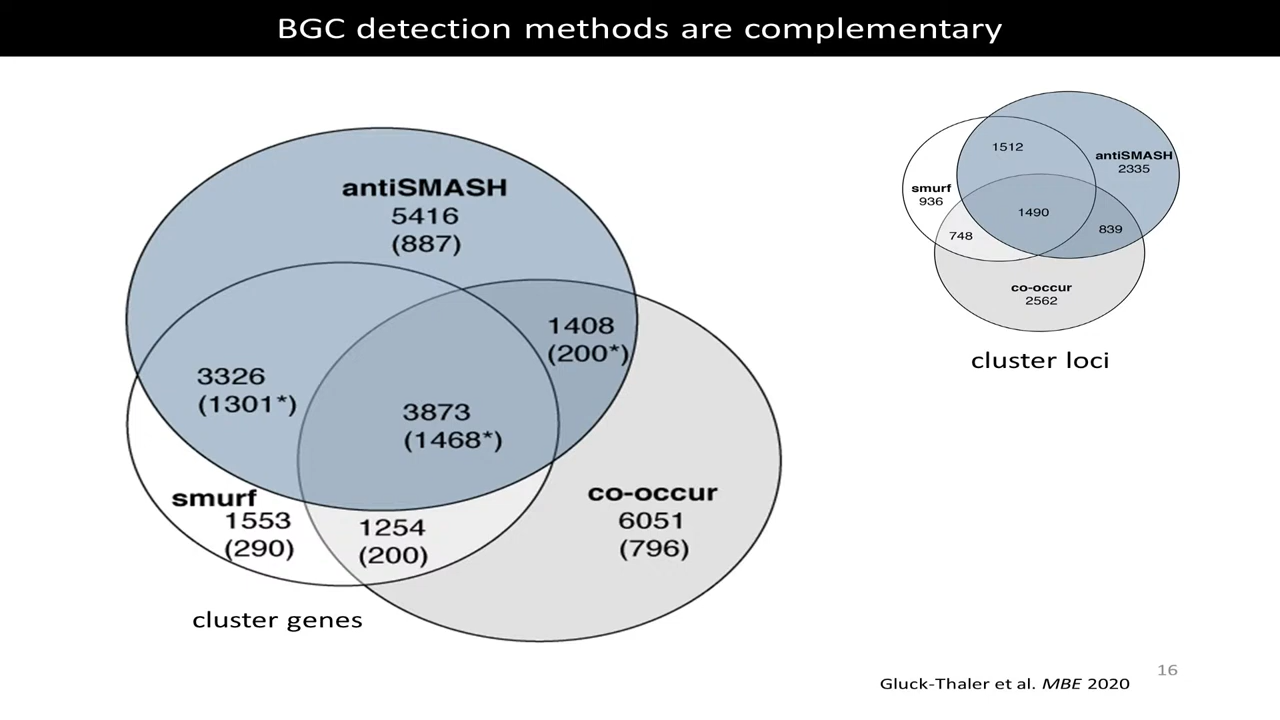 BGC detection methods are complementary
antiSMASH
5416
(887)
1408
(200*)
3326
(1301*)
3873
(1468*)
smurf
1553
(290)
1254
(200)
co-occur
6051
(796)
cluster genes
1512
antiSMASH
2335
smurf
936
1490
748
839
co-occur
2562
cluster loci
16
Gluck-Thaler et al. MBE 2020